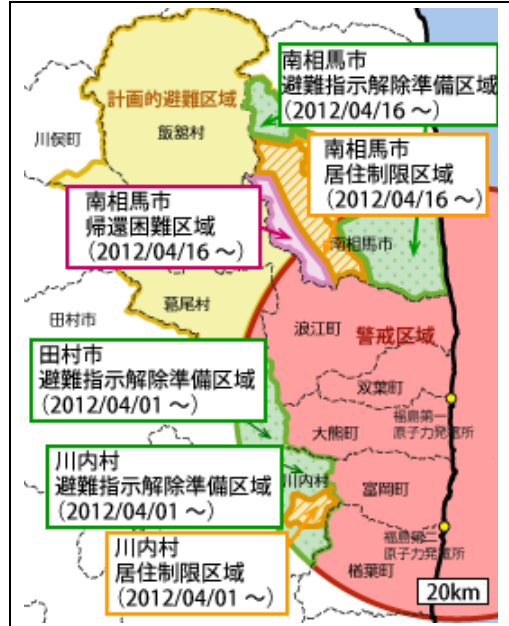 南相馬市
避難指示解除準備区域
(2012/04/16 ～)
計画的避難区域
飯舘村
川俣町
南相馬市
居住制限区域
(2012/04/16 ～)
南相馬市
帰還困難区域
(2012/04/16 ～)
南相馬市
葛尾村
田村市
浪江町
警戒区域
田村市
避難指示解除準備区域
(2012/04/01 ～)
双葉町
福島第一
原子力発電所
大熊町
川内村
避難指示解除準備区域
(2012/04/01 ～)
川内村
富岡町
福島第二
原子力発電所
川内村
居住制限区域
(2012/04/01 ～)
楢葉町
20km